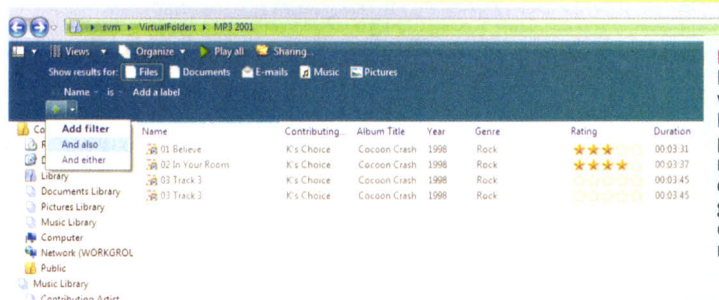 svm ▸ VirtualFolders ▸ MP3 2001
Views Organize Play all Sharing...
Show results for: Files Documents E-mails Music Pictures
Name - is - Add a label
Add filter
And also
And either
Name Contributing... Album Title Year Genre Rating Duration
01 Believe K's Choice Cocoon Crash 1998 Rock 00:03:31
02 In Your Room K's Choice Cocoon Crash 1998 Rock 00:03:37
03 Track 3 K's Choice Cocoon Crash 1998 Rock 00:03:45
03 Track 3 K's Choice Cocoon Crash 1998 Rock 00:03:45
Co
Library
Documents Library
Pictures Library
Music Library
Computer
Network (WORKGROU
Public
Music Library
Contributing Artist